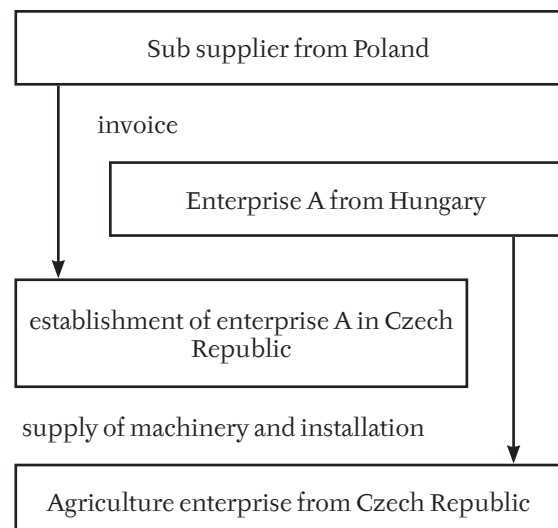 Sub supplier from Poland
invoice
Enterprise A from Hungary
establishment of enterprise A in Czech
Republic
supply of machinery and installation
Agriculture enterprise from Czech Republic